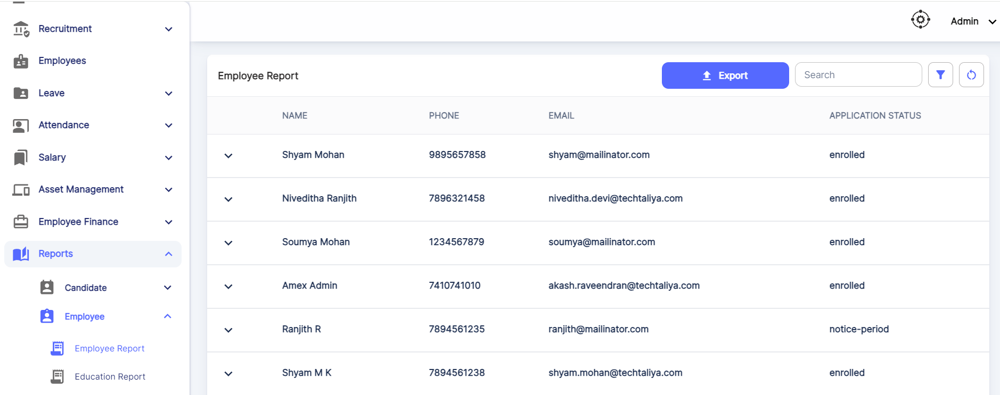 Recruitment
Employees
Leave
Attendance
Salary
Asset Management
Employee Finance
Reports
Candidate
Employee
Employee Report
Education Report
Admin
Employee Report
Export
Search
NAME PHONE EMAIL APPLICATION STATUS
Shyam Mohan 9895657858 shyam@mailinator.com enrolled
Niveditha Ranjith 7896321458 niveditha.devi@techtaliya.com enrolled
Soumya Mohan 1234567879 soumya@mailinator.com enrolled
Amex Admin 7410741010 akash.raveendran@techtaliya.com enrolled
Ranjith R 7894561235 ranjith@mailinator.com notice-period
Shyam M K 7894561238 shyam.mohan@techtaliya.com enrolled